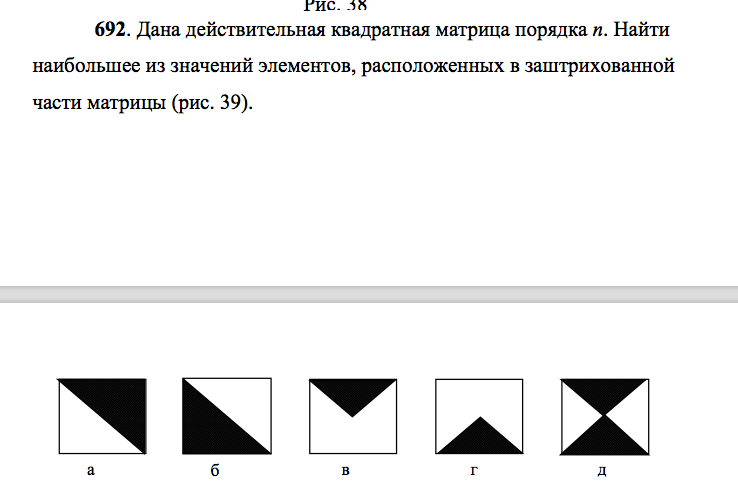 Рис. 38
692. Дана действительная квадратная матрица порядка n. Найти
наибольшее из значений элементов, расположенных в заштрихованной
части матрицы (рис. 39).
а б в г д